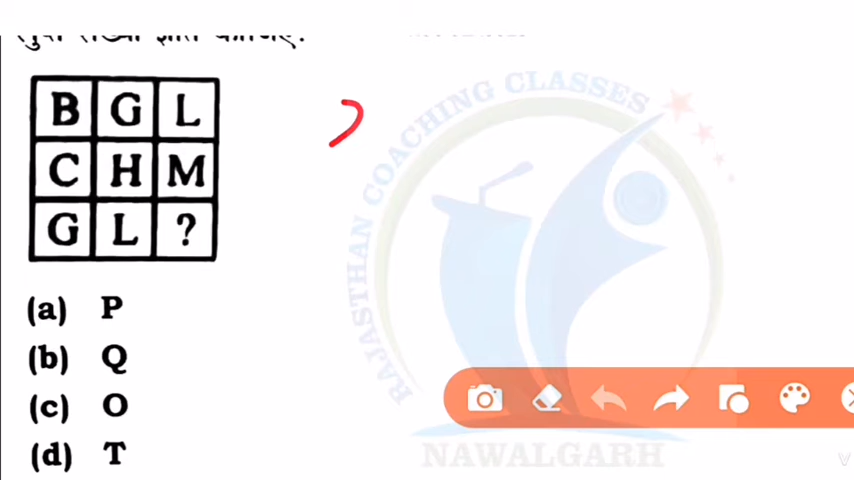 B G L
C H M
G L ?
(a) P
(b) Q
(c) O
(d) T
RAJASTHAN COACHING CLASSES
NAWALGARH